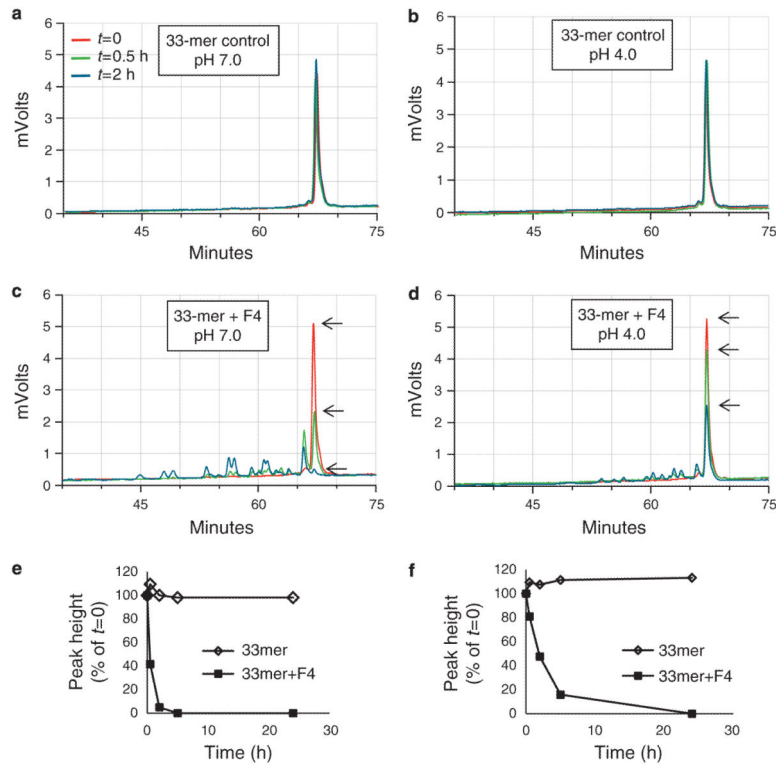 a
6
5
4
3
2
1
0
mVolts
t=0
t=0.5 h
t=2 h
33-mer control
pH 7.0
45
60
75
Minutes
b
6
5
4
3
2
1
0
mVolts
33-mer control
pH 4.0
45
60
75
Minutes
c
6
5
4
3
2
1
0
mVolts
33-mer + F4
pH 7.0
45
60
75
Minutes
d
6
5
4
3
2
1
0
mVolts
33-mer + F4
pH 4.0
45
60
75
Minutes
e
120
100
80
60
40
20
0
Peak height
(% of t=0)
33mer
33mer+F4
0
10
20
30
Time (h)
f
120
100
80
60
40
20
0
Peak height
(% of t=0)
33mer
33mer+F4
0
10
20
30
Time (h)